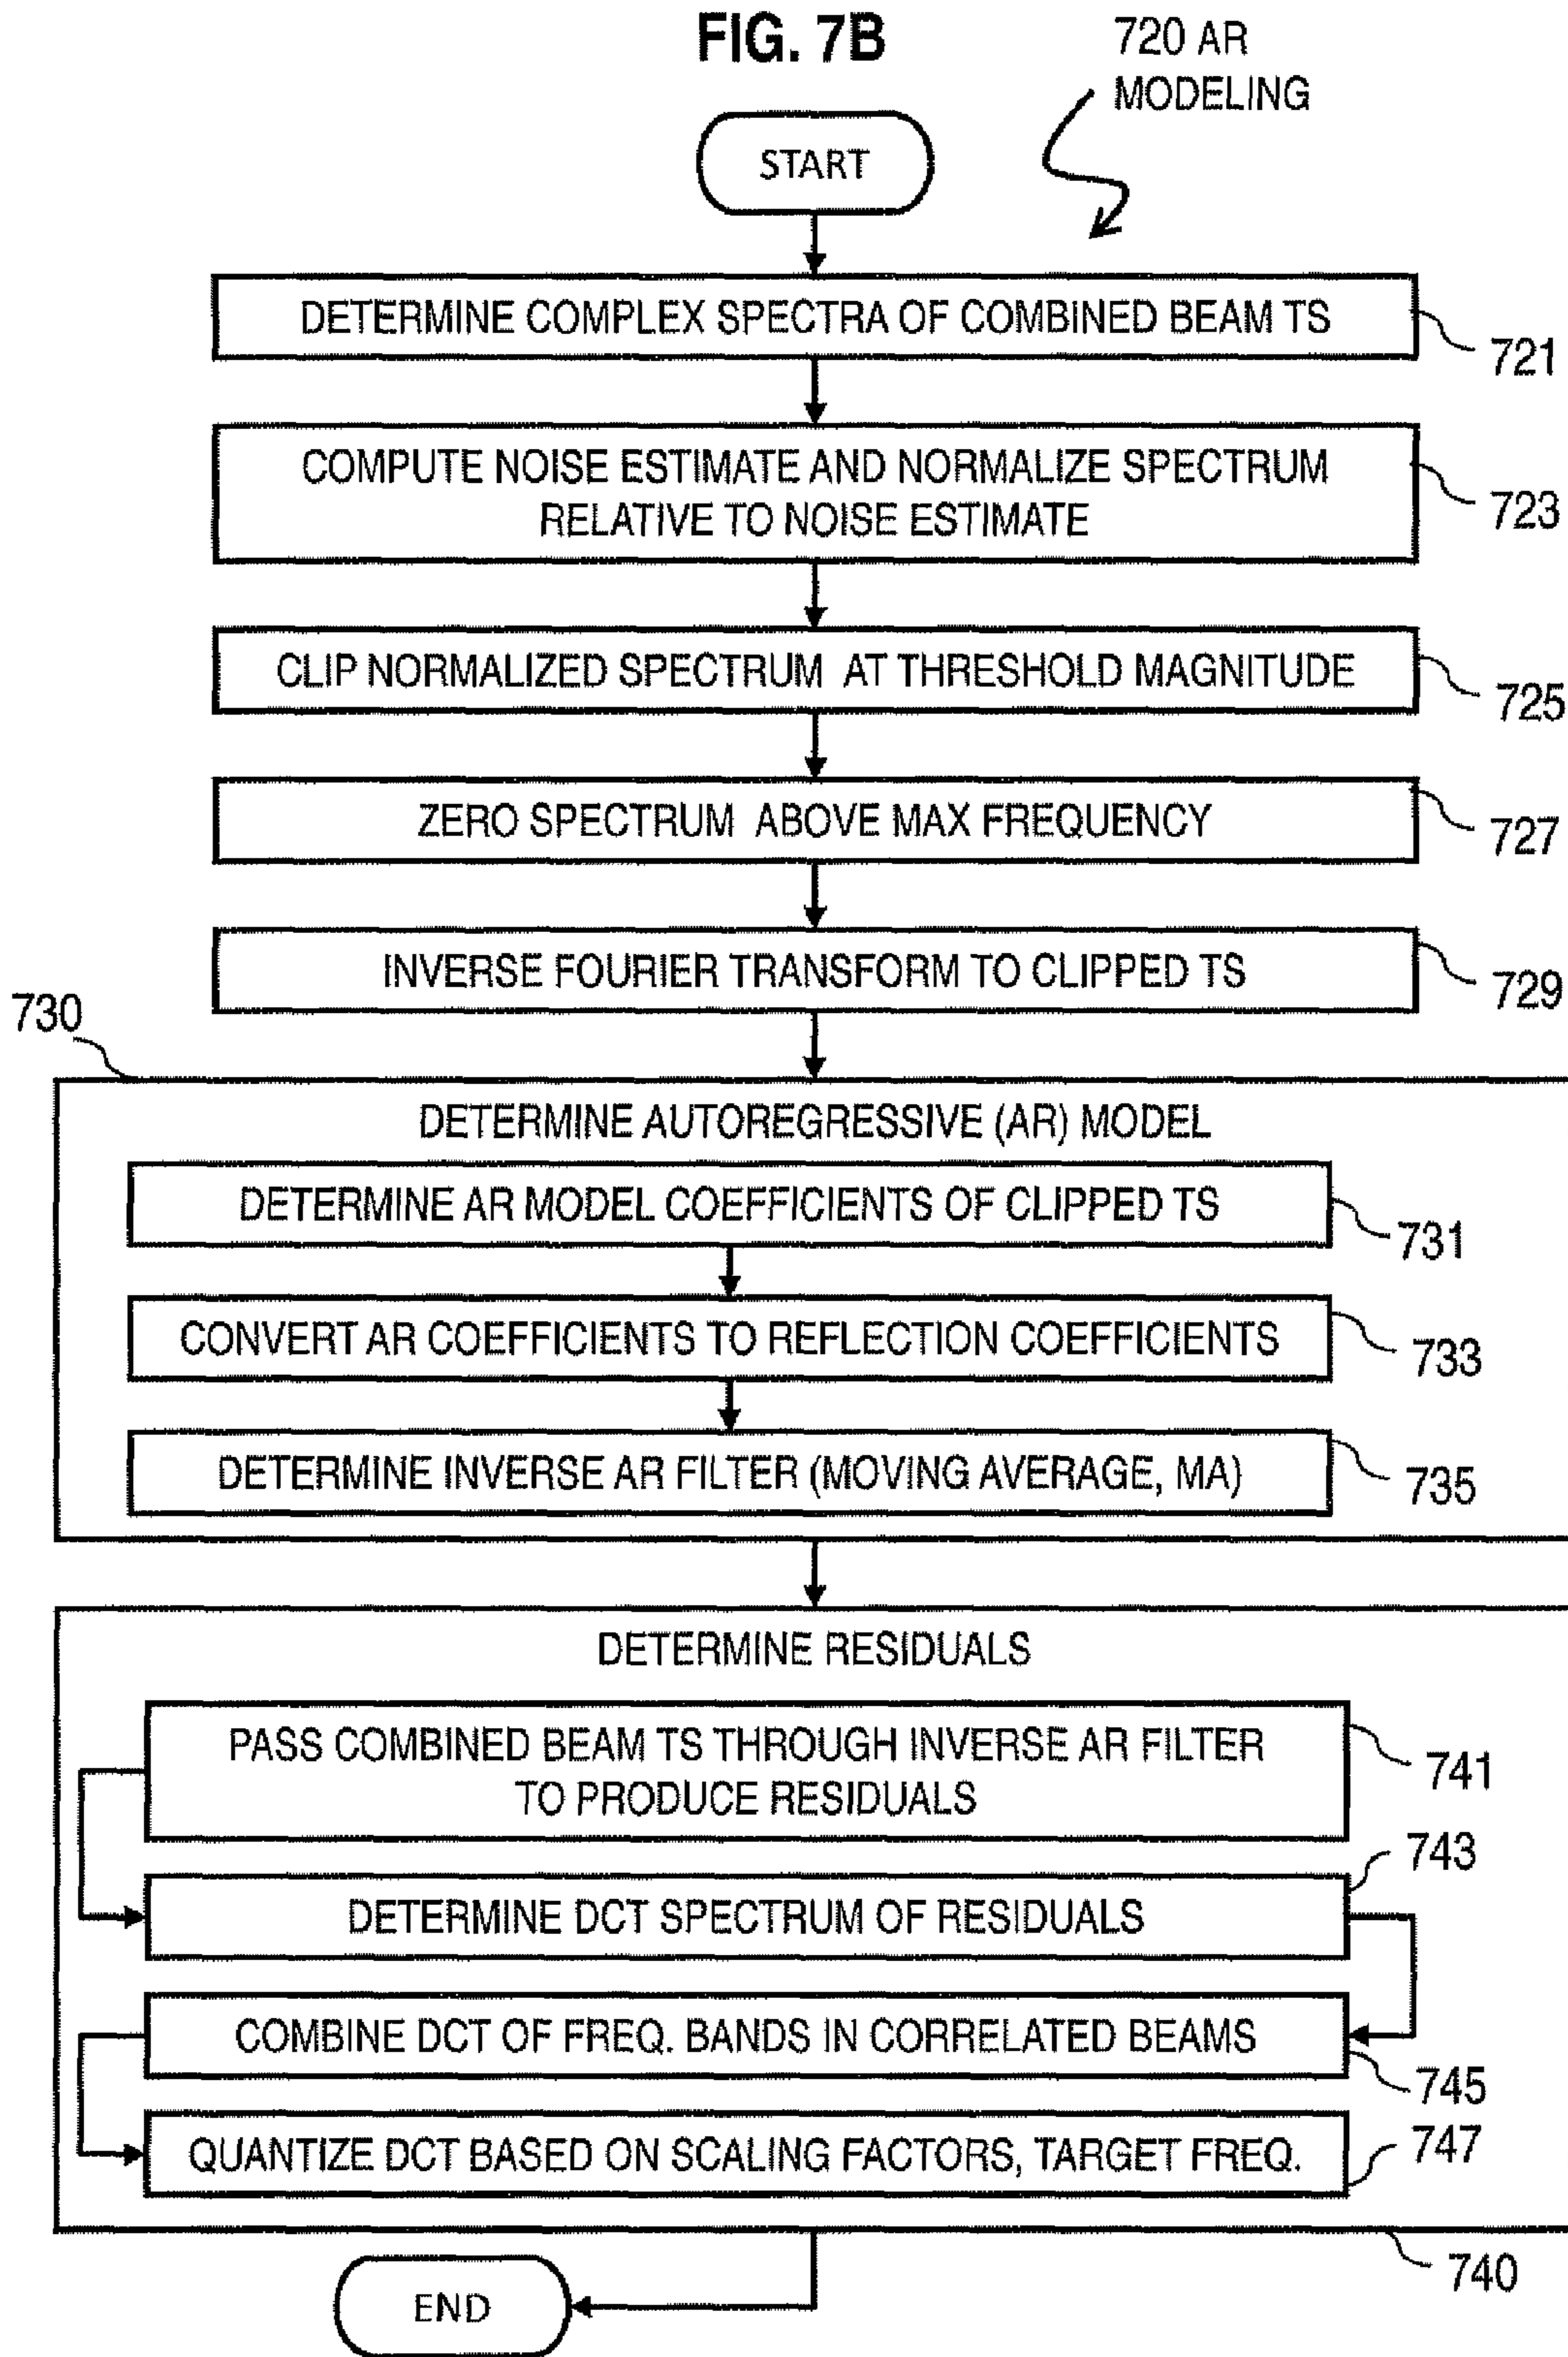 FIG. 7B
720 AR
MODELING
START
DETERMINE COMPLEX SPECTRA OF COMBINED BEAM TS
721
COMPUTE NOISE ESTIMATE AND NORMALIZE SPECTRUM
RELATIVE TO NOISE ESTIMATE
723
CLIP NORMALIZED SPECTRUM AT THRESHOLD MAGNITUDE
725
ZERO SPECTRUM ABOVE MAX FREQUENCY
727
INVERSE FOURIER TRANSFORM TO CLIPPED TS
729
730
DETERMINE AUTOREGRESSIVE (AR) MODEL
DETERMINE AR MODEL COEFFICIENTS OF CLIPPED TS
731
CONVERT AR COEFFICIENTS TO REFLECTION COEFFICIENTS
733
DETERMINE INVERSE AR FILTER (MOVING AVERAGE, MA)
735
DETERMINE RESIDUALS
PASS COMBINED BEAM TS THROUGH INVERSE AR FILTER
TO PRODUCE RESIDUALS
741
743
DETERMINE DCT SPECTRUM OF RESIDUALS
COMBINE DCT OF FREQ. BANDS IN CORRELATED BEAMS
745
QUANTIZE DCT BASED ON SCALING FACTORS, TARGET FREQ.
747
740
END